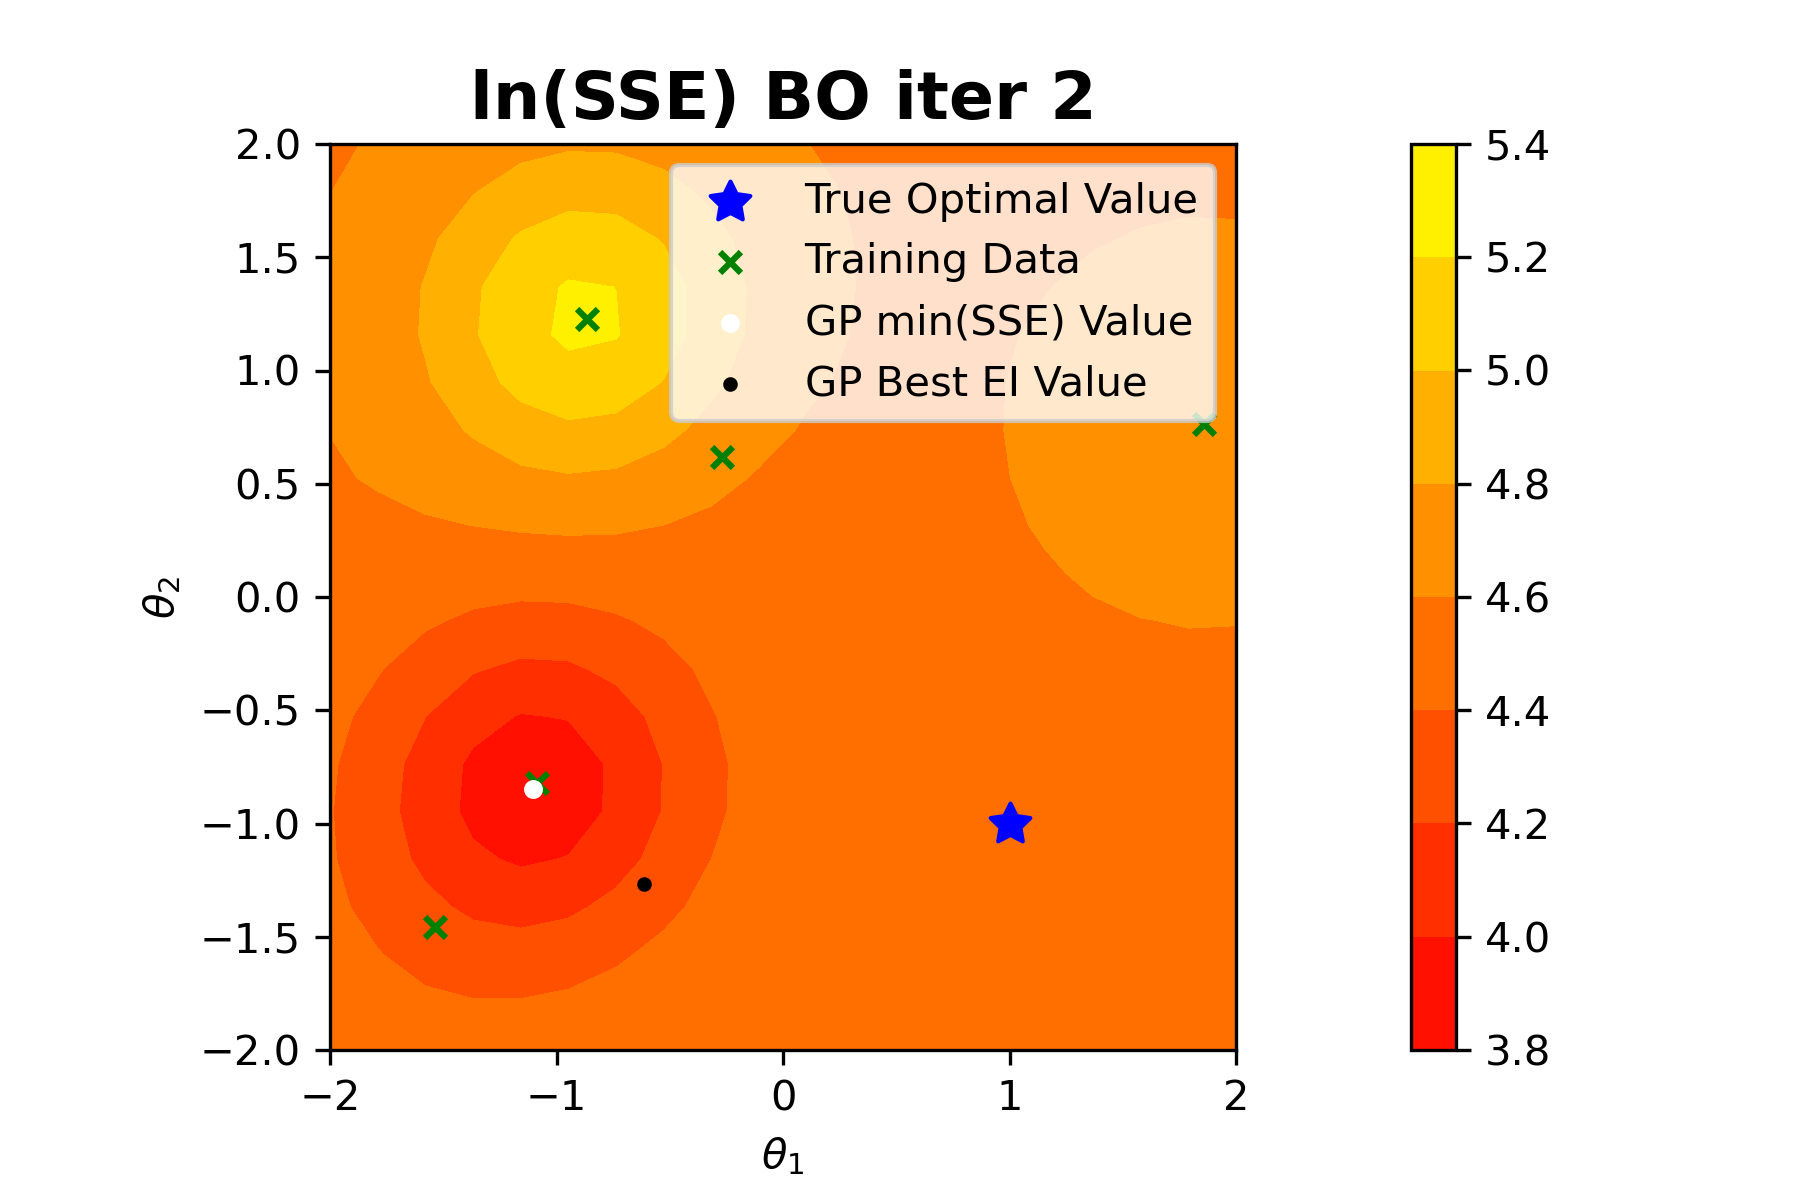 ln(SSE) BO iter 2
True Optimal Value
Training Data
GP min(SSE) Value
GP Best EI Value
2.0
1.5
1.0
0.5
0.0
−0.5
−1.0
−1.5
−2.0
θ₂
−2 −1 0 1 2
θ₁
5.4
5.2
5.0
4.8
4.6
4.4
4.2
4.0
3.8